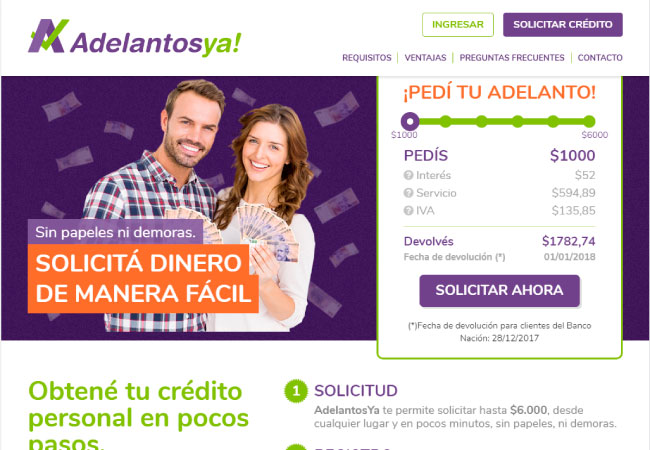 Adelantosya!
INGRESAR
SOLICITAR CRÉDITO
REQUISITOS
VENTAJAS
PREGUNTAS FRECUENTES
CONTACTO
Sin papeles ni demoras.
SOLICITÁ DINERO
DE MANERA FÁCIL
¡PEDÍ TU ADELANTO!
$1000 $6000
PEDÍS $1000
Interés $52
Servicio $594,89
IVA $135,85
Devolvés $1782,74
Fecha de devolución (*) 01/01/2018
SOLICITAR AHORA
(*)Fecha de devolución para clientes del Banco
Nación: 28/12/2017
Obtené tu crédito
personal en pocos
pasos.
1 SOLICITUD
AdelantosYa te permite solicitar hasta $6.000, desde
cualquier lugar y en pocos minutos, sin papeles, ni demoras.